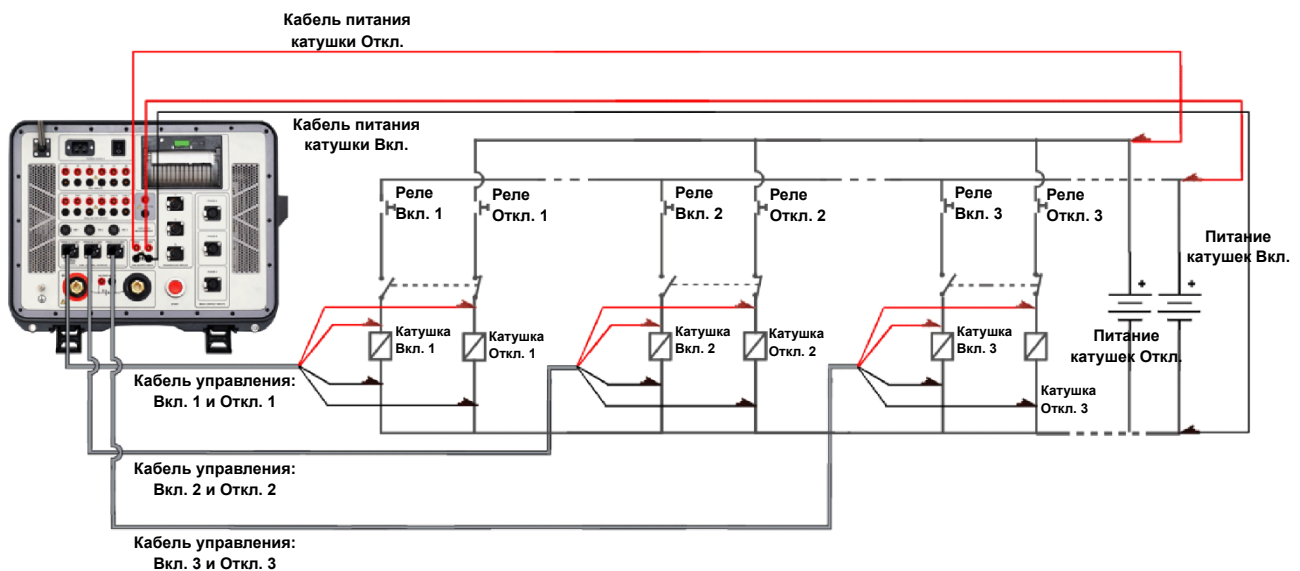 Кабель питания
катушки Откл.
Кабель питания
катушки Вкл.
Реле
Вкл. 1
Реле
Откл. 1
Реле
Вкл. 2
Реле
Откл. 2
Реле
Вкл. 3
Реле
Откл. 3
Питание
катушек Вкл.
+
+
Катушка
Вкл. 1
Катушка
Откл. 1
Катушка
Вкл. 2
Катушка
Откл. 2
Катушка
Вкл. 3
Питание
катушек Откл.
Катушка
Откл. 3
Кабель управления:
Вкл. 1 и Откл. 1
Кабель управления:
Вкл. 2 и Откл. 2
Кабель управления:
Вкл. 3 и Откл. 3